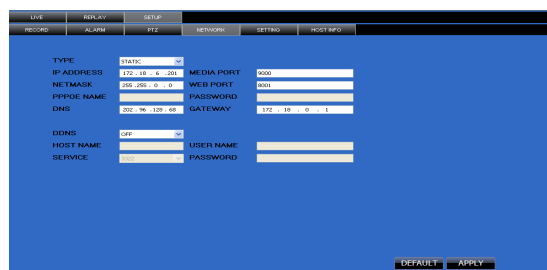 LIVE REPLAY SETUP
RECORD ALARM PTZ NETWORK SETTING HOST INFO
TYPE STATIC
IP ADDRESS 172 . 18 . 6 .201 MEDIA PORT 9000
NETMASK 255 .255 . 0 . 0 WEB PORT 8001
PPPOE NAME PASSWORD
DNS 202 . 96 .128 . 68 GATEWAY 172 . 18 . 0 . 1
DDNS OFF
HOST NAME USER NAME
SERVICE PASSWORD
DEFAULT APPLY